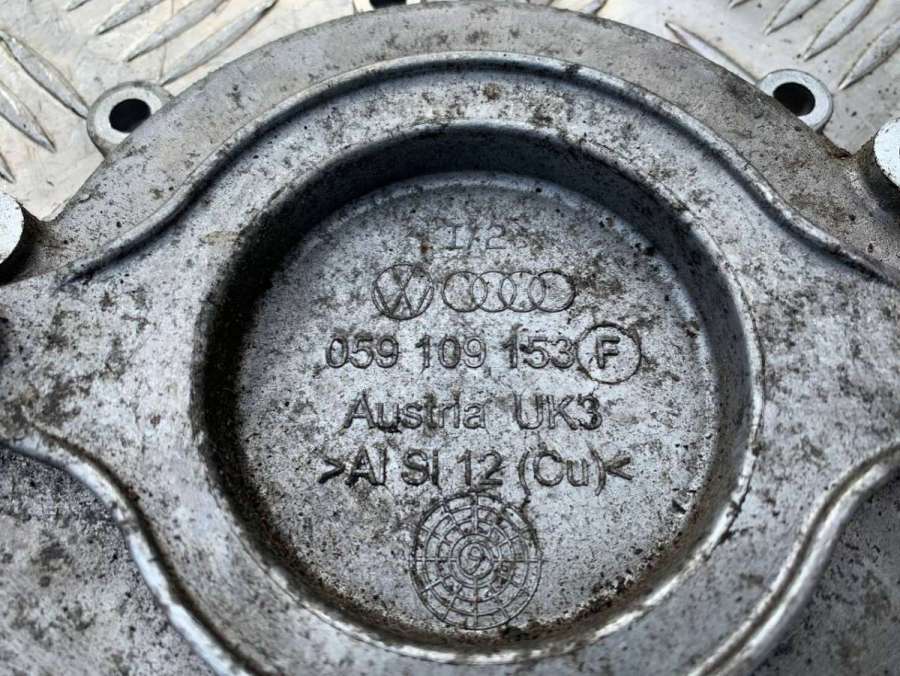 1/2
059 109 153 F
Austria UK3
>Al Si 12 (Cu)<